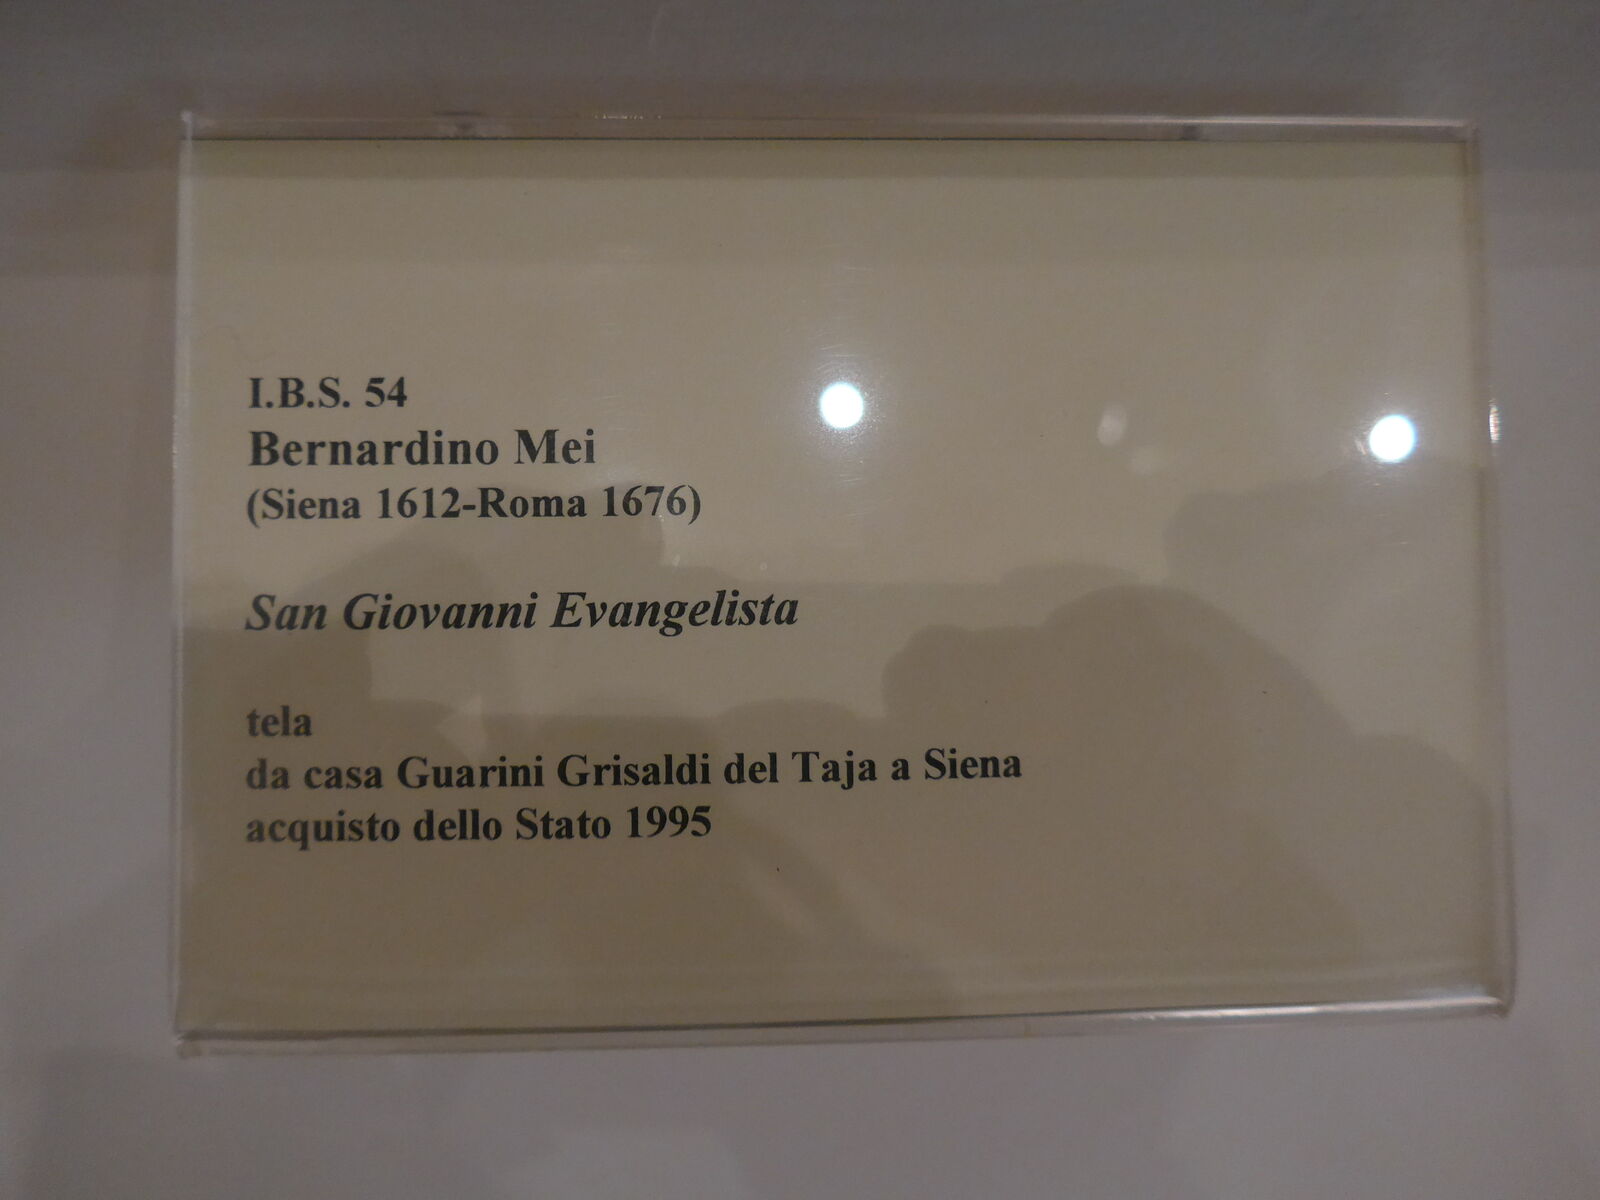 I.B.S. 54
Bernardino Mei
(Siena 1612-Roma 1676)
San Giovanni Evangelista
tela
da casa Guarini Grisaldi del Taja a Siena
acquisto dello Stato 1995